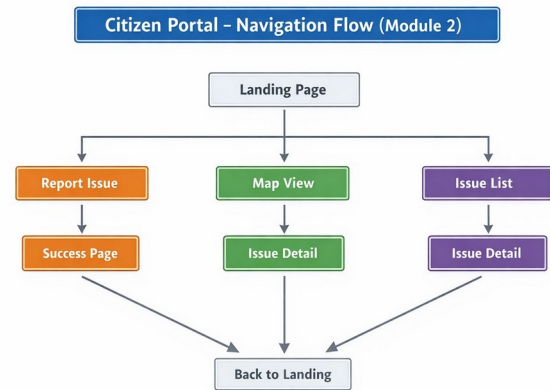 Citizen Portal – Navigation Flow (Module 2)
Landing Page
Report Issue
Map View
Issue List
Success Page
Issue Detail
Issue Detail
Back to Landing